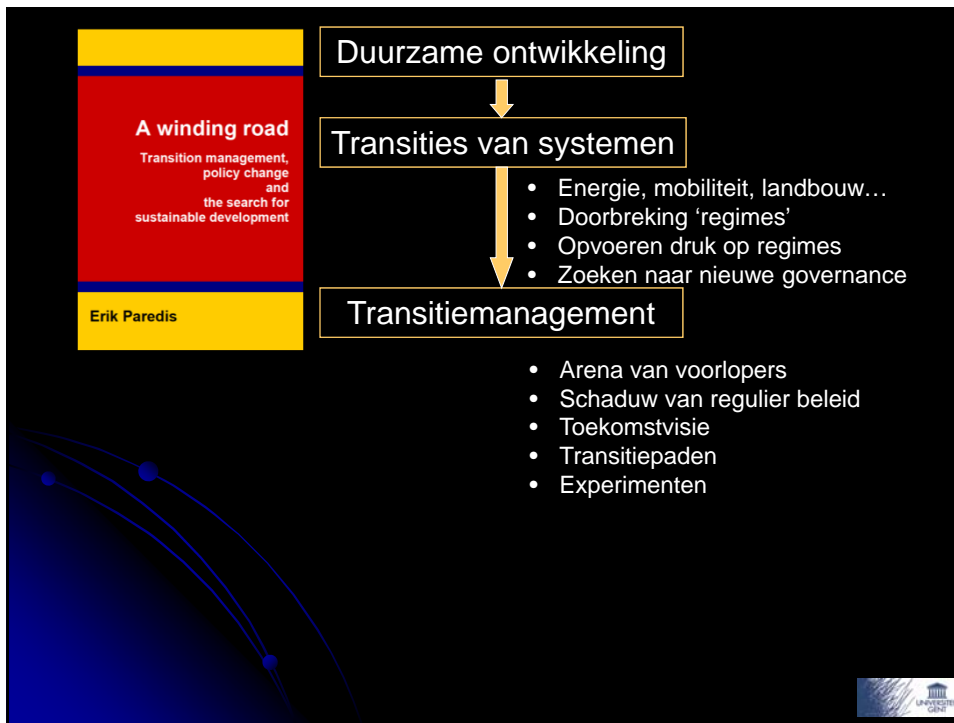 A winding road
Transition management,
policy change
and
the search for
sustainable development
Erik Paredis
Duurzame ontwikkeling
Transities van systemen
• Energie, mobiliteit, landbouw…
• Doorbreking ‘regimes’
• Opvoeren druk op regimes
• Zoeken naar nieuwe governance
Transitiemanagement
• Arena van voorlopers
• Schaduw van regulier beleid
• Toekomstvisie
• Transitiepaden
• Experimenten
UNIVERSITEIT
GENT